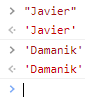 > "Javier"
< 'Javier'
> 'Damanik'
< 'Damanik'
>